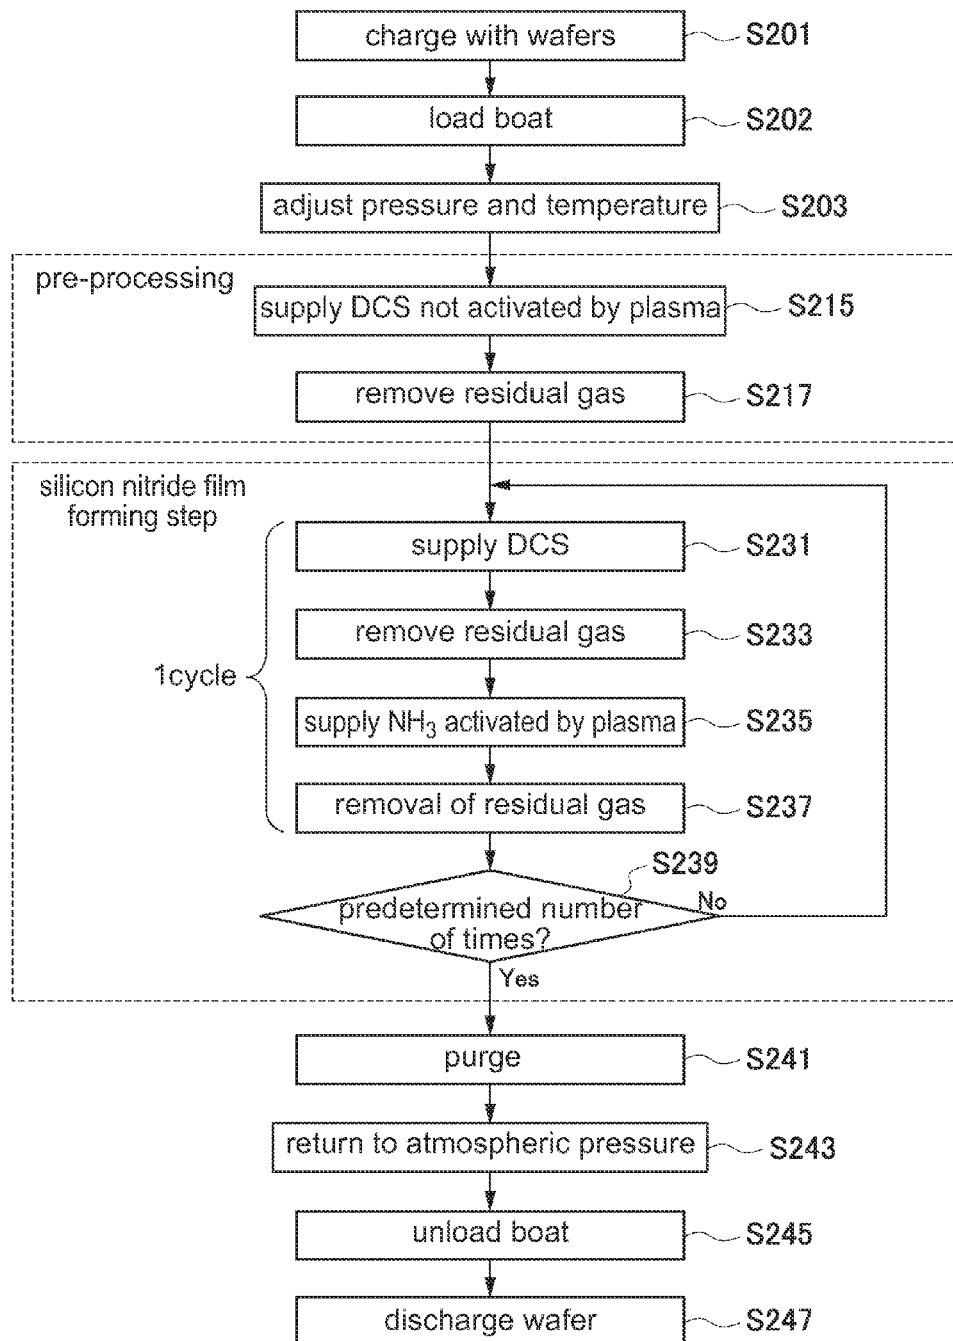 charge with wafers S201
load boat S202
adjust pressure and temperature S203
pre-processing
supply DCS not activated by plasma S215
remove residual gas S217
silicon nitride film
forming step
supply DCS S231
remove residual gas S233
1cycle
supply NH3 activated by plasma S235
removal of residual gas S237
S239
predetermined number
of times?
No
Yes
purge S241
return to atmospheric pressure S243
unload boat S245
discharge wafer S247